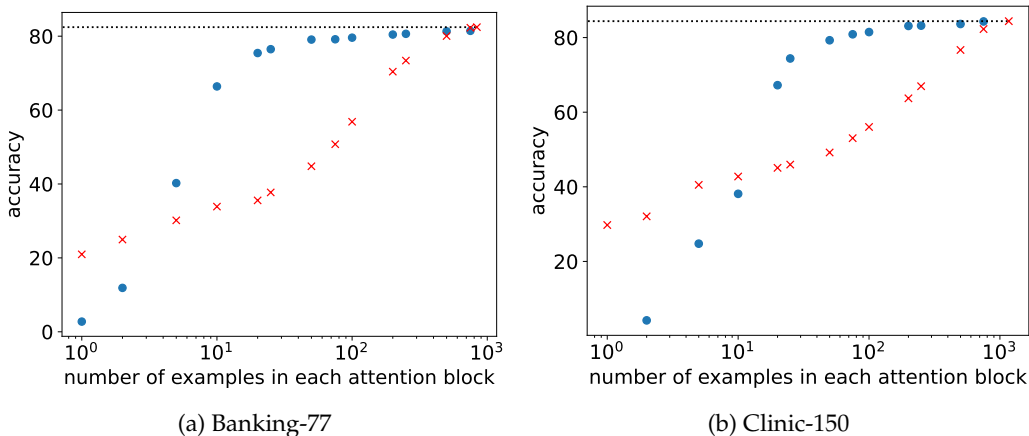 accuracy
80
60
40
20
0
10^0
10^1
10^2
10^3
number of examples in each attention block
(a) Banking-77
accuracy
80
60
40
20
10^0
10^1
10^2
10^3
number of examples in each attention block
(b) Clinic-150